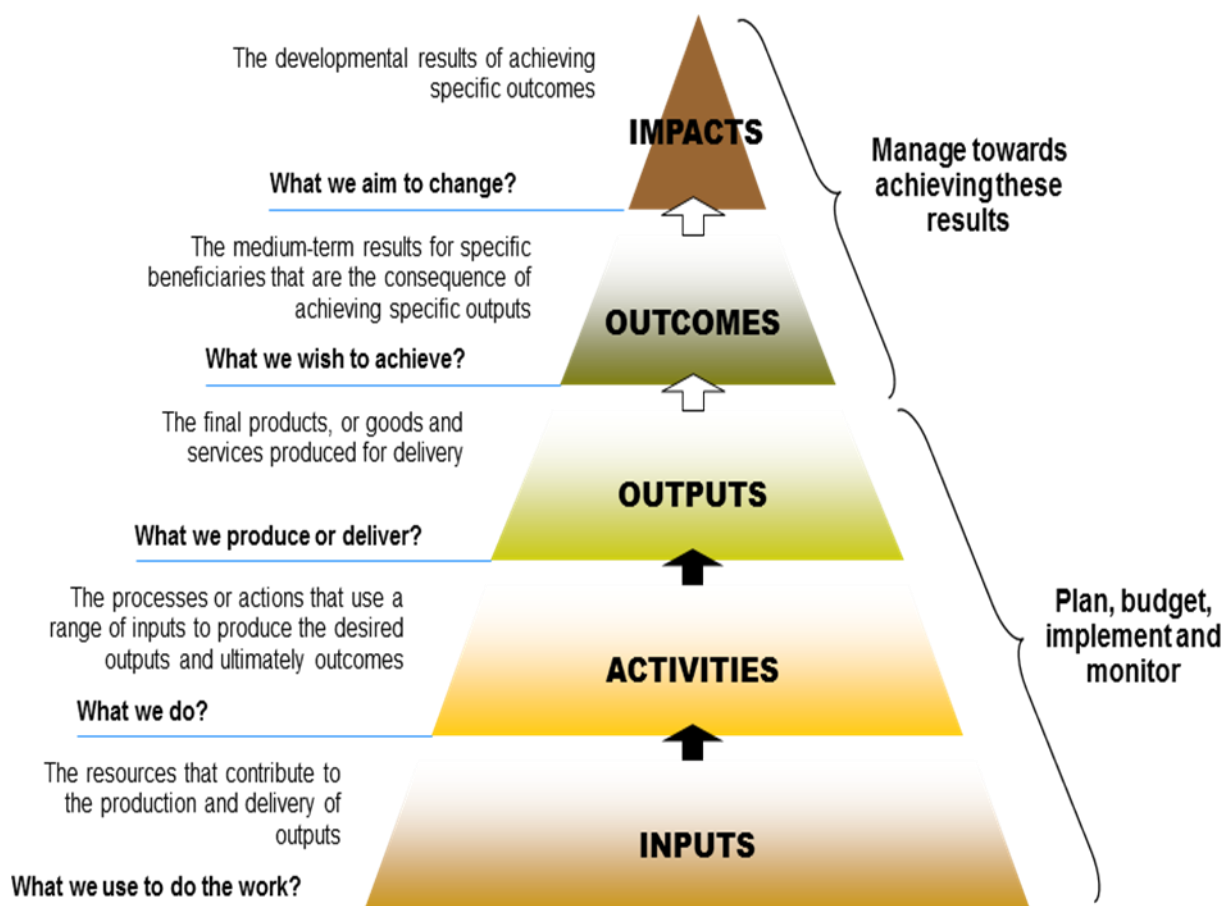 The developmental results of achieving
specific outcomes
IMPACTS
What we aim to change?
Manage towards
achieving these
results
The medium-term results for specific
beneficiaries that are the consequence of
achieving specific outputs
OUTCOMES
What we wish to achieve?
The final products, or goods and
services produced for delivery
OUTPUTS
What we produce or deliver?
The processes or actions that use a
range of inputs to produce the desired
outputs and ultimately outcomes
ACTIVITIES
What we do?
Plan, budget,
implement and
monitor
The resources that contribute to
the production and delivery of
outputs
INPUTS
What we use to do the work?